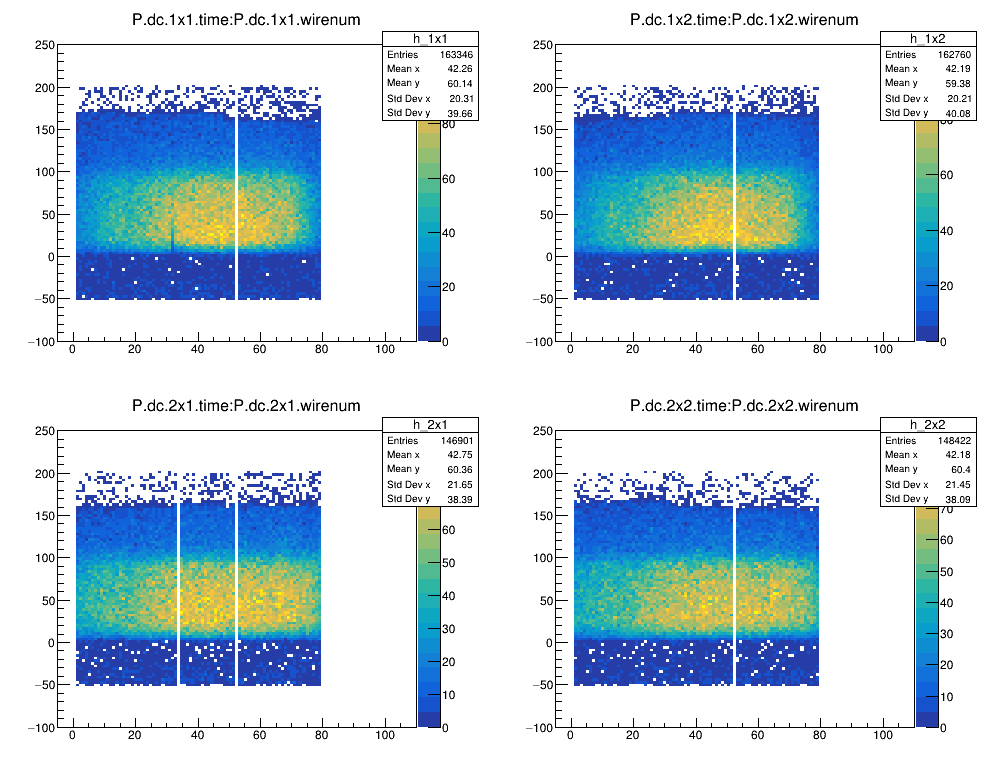 P.dc.1x1.time:P.dc.1x1.wirenum
h_1x1
Entries 163346
Mean x 42.26
Mean y 60.14
Std Dev x 20.31
Std Dev y 39.66
250
200
150
100
50
0
−50
−100
0 20 40 60 80 100
80
60
40
20
0
P.dc.1x2.time:P.dc.1x2.wirenum
h_1x2
Entries 162760
Mean x 42.19
Mean y 59.38
Std Dev x 20.21
Std Dev y 40.08
250
200
150
100
50
0
−50
−100
0 20 40 60 80 100
80
60
40
20
0
P.dc.2x1.time:P.dc.2x1.wirenum
h_2x1
Entries 146901
Mean x 42.75
Mean y 60.36
Std Dev x 21.65
Std Dev y 38.39
250
200
150
100
50
0
−50
−100
0 20 40 60 80 100
60
50
40
30
20
10
0
P.dc.2x2.time:P.dc.2x2.wirenum
h_2x2
Entries 148422
Mean x 42.18
Mean y 60.4
Std Dev x 21.45
Std Dev y 38.09
250
200
150
100
50
0
−50
−100
0 20 40 60 80 100
70
60
50
40
30
20
10
0